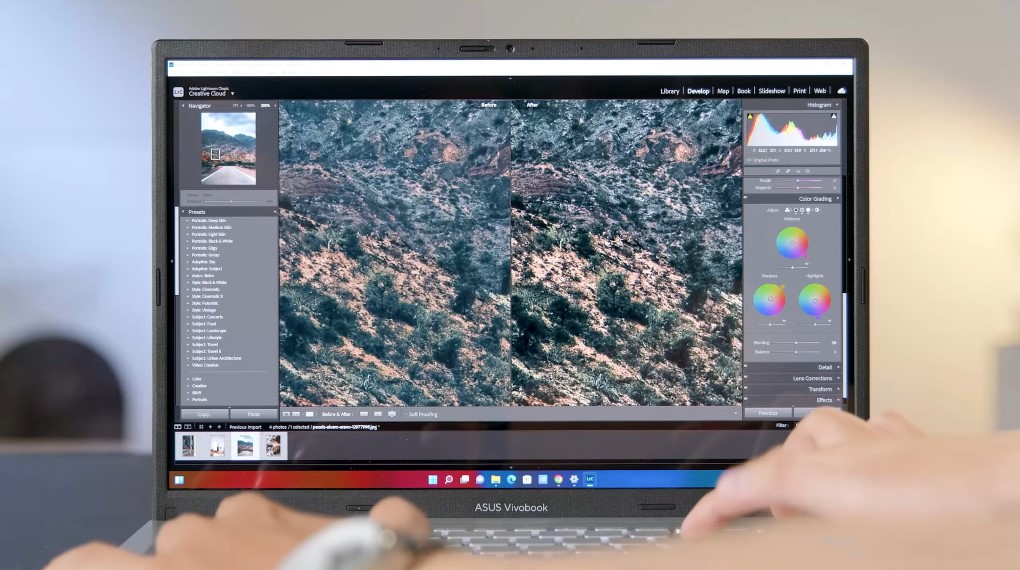 Adobe Lightroom Classic
Creative Cloud
Library | Develop | Map | Book | Slideshow | Print | Web
Navigator
Before
After
Histogram
Original Photo
Purple
Magenta
Color Grading
Adjust
Midtones
Shadows
Highlights
Blending
Balance
Detail
Lens Corrections
Transform
Effects
Previous
Presets
Portraits: Deep Skin
Portraits: Medium Skin
Portraits: Light Skin
Portraits: Black & White
Portraits: Edgy
Portraits: Group
Adaptive: Sky
Adaptive: Subject
Style: Black & White
Style: Cinematic
Style: Cinematic II
Style: Futuristic
Style: Vintage
Subject: Concerts
Subject: Food
Subject: Landscape
Subject: Lifestyle
Subject: Travel
Subject: Travel II
Subject: Urban Architecture
Video: Creative
Color
Creative
B&W
Portraits
Copy...
Paste
Before & After :
Soft Proofing
Previous Import
4 photos / 1 selected /
Filter :
ASUS Vivobook